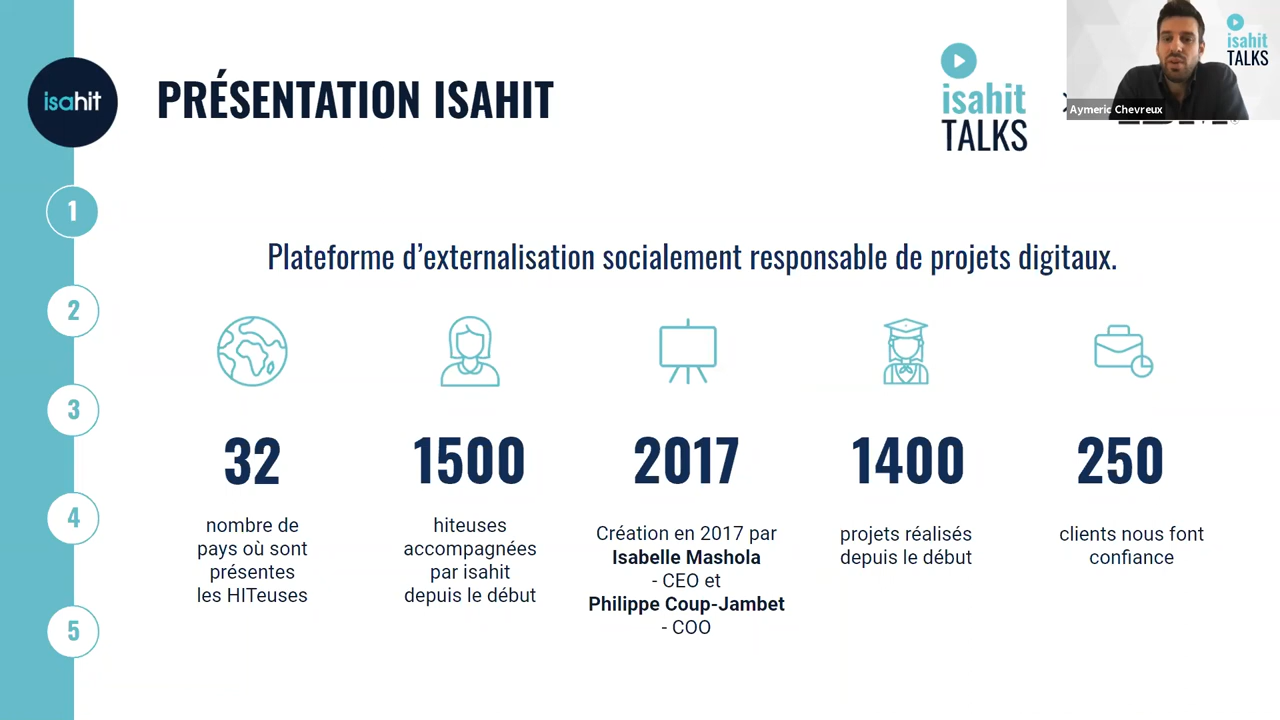 isahit
PRÉSENTATION ISAHIT
isahit
TALKS
isahit
TALKS
Aymeric Chevreux
1
2
3
4
5
Plateforme d’externalisation socialement responsable de projets digitaux.
32
nombre de
pays où sont
présentes
les HITeuses
1500
hiteuses
accompagnées
par isahit
depuis le début
2017
Création en 2017 par
Isabelle Mashola
- CEO et
Philippe Coup-Jambet
- COO
1400
projets réalisés
depuis le début
250
clients nous font
confiance